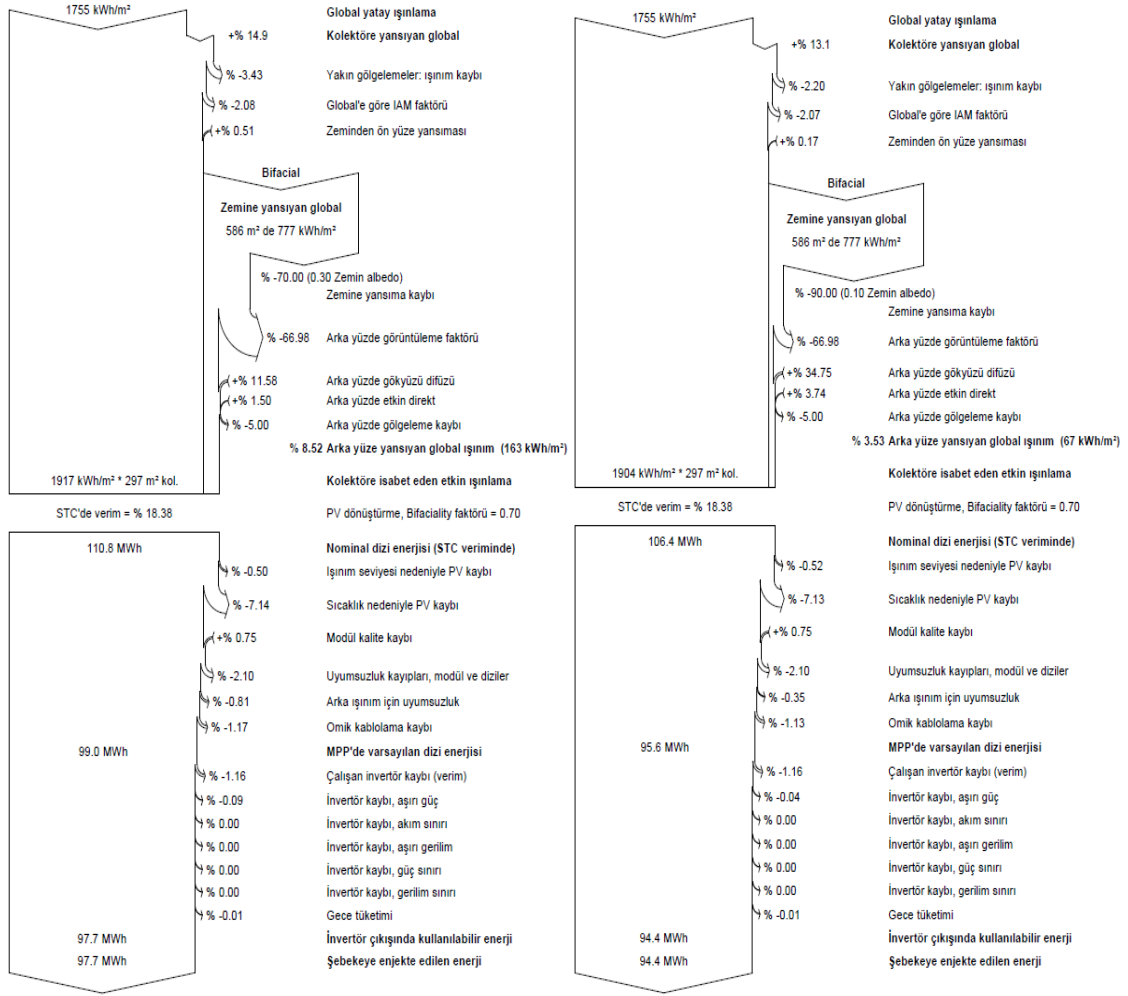 1755 kWh/m²
Global yatay ışınlama
+% 14.9 Kolektöre yansıyan global
% -3.43 Yakın gölgelemeler: ışınım kaybı
% -2.08 Global'e göre IAM faktörü
+% 0.51 Zeminden ön yüze yansıması
Bifacial
Zemine yansıyan global
586 m² de 777 kWh/m²
% -70.00 (0.30 Zemin albedo)
Zemine yansıma kaybı
% -66.98 Arka yüzde görüntüleme faktörü
+% 11.58 Arka yüzde gökyüzü difüzü
+% 1.50 Arka yüzde etkin direkt
% -5.00 Arka yüzde gölgeleme kaybı
% 8.52 Arka yüze yansıyan global ışınım (163 kWh/m²)
1917 kWh/m² * 297 m² kol. Kolektöre isabet eden etkin ışınlama
STC'de verim = % 18.38 PV dönüştürme, Bifaciality faktörü = 0.70
110.8 MWh Nominal dizi enerjisi (STC veriminde)
% -0.50 Işınım seviyesi nedeniyle PV kaybı
% -7.14 Sıcaklık nedeniyle PV kaybı
+% 0.75 Modül kalite kaybı
% -2.10 Uyumsuzluk kayıpları, modül ve diziler
% -0.81 Arka ışınım için uyumsuzluk
% -1.17 Omik kablolama kaybı
99.0 MWh MPP'de varsayılan dizi enerjisi
% -1.16 Çalışan invertör kaybı (verim)
% -0.09 İnvertör kaybı, aşırı güç
% 0.00 İnvertör kaybı, akım sınırı
% 0.00 İnvertör kaybı, aşırı gerilim
% 0.00 İnvertör kaybı, güç sınırı
% 0.00 İnvertör kaybı, gerilim sınırı
% -0.01 Gece tüketimi
97.7 MWh İnvertör çıkışında kullanılabilir enerji
97.7 MWh Şebekeye enjekte edilen enerji
1755 kWh/m²
Global yatay ışınlama
+% 13.1 Kolektöre yansıyan global
% -2.20 Yakın gölgelemeler: ışınım kaybı
% -2.07 Global'e göre IAM faktörü
+% 0.17 Zeminden ön yüze yansıması
Bifacial
Zemine yansıyan global
586 m² de 777 kWh/m²
% -90.00 (0.10 Zemin albedo)
Zemine yansıma kaybı
% -66.98 Arka yüzde görüntüleme faktörü
+% 34.75 Arka yüzde gökyüzü difüzü
+% 3.74 Arka yüzde etkin direkt
% -5.00 Arka yüzde gölgeleme kaybı
% 3.53 Arka yüze yansıyan global ışınım (67 kWh/m²)
1904 kWh/m² * 297 m² kol. Kolektöre isabet eden etkin ışınlama
STC'de verim = % 18.38 PV dönüştürme, Bifaciality faktörü = 0.70
106.4 MWh Nominal dizi enerjisi (STC veriminde)
% -0.52 Işınım seviyesi nedeniyle PV kaybı
% -7.13 Sıcaklık nedeniyle PV kaybı
+% 0.75 Modül kalite kaybı
% -2.10 Uyumsuzluk kayıpları, modül ve diziler
% -0.35 Arka ışınım için uyumsuzluk
% -1.13 Omik kablolama kaybı
95.6 MWh MPP'de varsayılan dizi enerjisi
% -1.16 Çalışan invertör kaybı (verim)
% -0.04 İnvertör kaybı, aşırı güç
% 0.00 İnvertör kaybı, akım sınırı
% 0.00 İnvertör kaybı, aşırı gerilim
% 0.00 İnvertör kaybı, güç sınırı
% 0.00 İnvertör kaybı, gerilim sınırı
% -0.01 Gece tüketimi
94.4 MWh İnvertör çıkışında kullanılabilir enerji
94.4 MWh Şebekeye enjekte edilen enerji